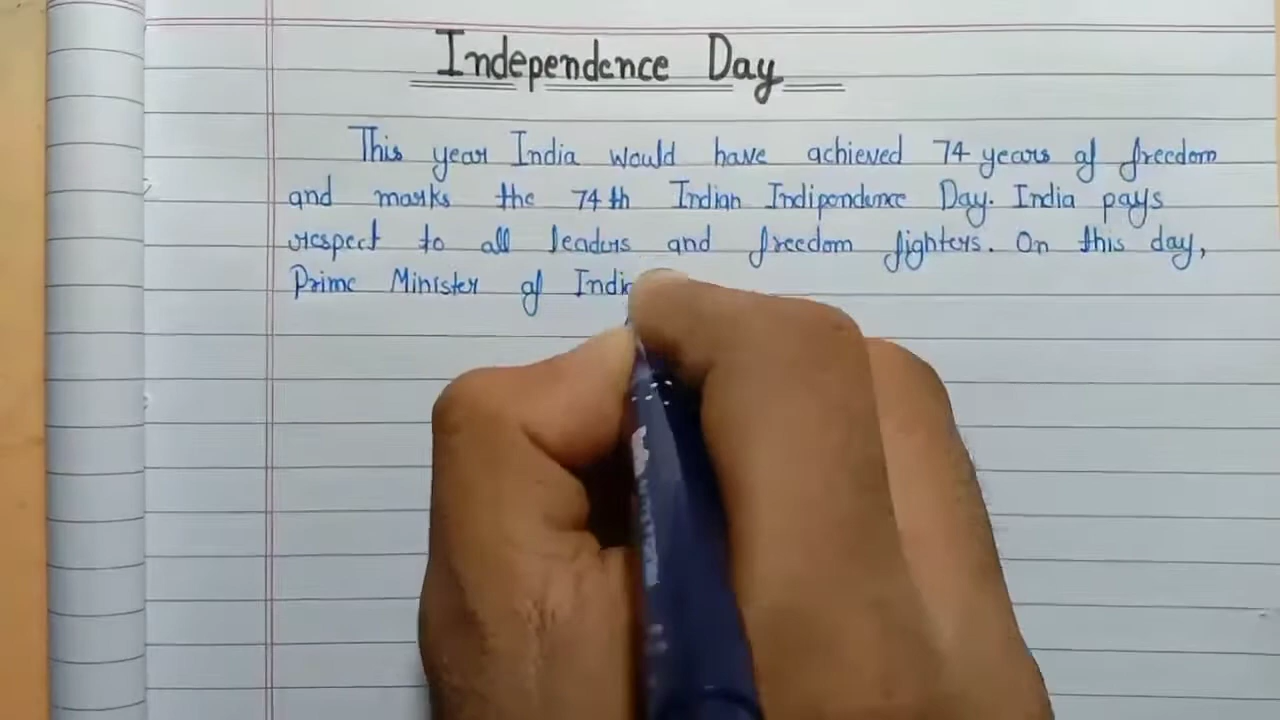 Independence Day
This year India would have achieved 74 years of freedom
and marks the 74th Indian Indipendence Day. India pays
respect to all leaders and freedom fighters. On this day,
Prime Minister of India